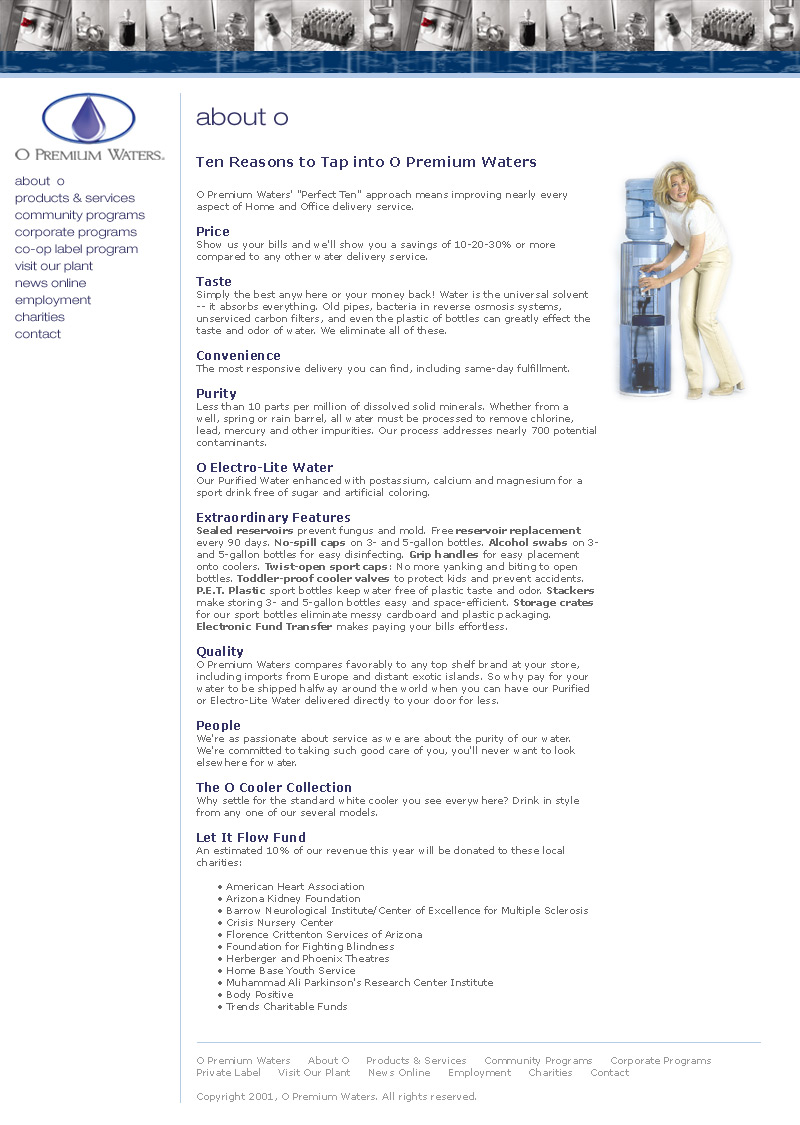 O PREMIUM WATERS.
about o
products & services
community programs
corporate programs
co-op label program
visit our plant
news online
employment
charities
contact
about o
Ten Reasons to Tap into O Premium Waters
O Premium Waters' "Perfect Ten" approach means improving nearly every
aspect of Home and Office delivery service.
Price
Show us your bills and we'll show you a savings of 10-20-30% or more
compared to any other water delivery service.
Taste
Simply the best anywhere or your money back! Water is the universal solvent
-- it absorbs everything. Old pipes, bacteria in reverse osmosis systems,
unserviced carbon filters, and even the plastic of bottles can greatly effect the
taste and odor of water. We eliminate all of these.
Convenience
The most responsive delivery you can find, including same-day fulfillment.
Purity
Less than 10 parts per million of dissolved solid minerals. Whether from a
well, spring or rain barrel, all water must be processed to remove chlorine,
lead, mercury and other impurities. Our process addresses nearly 700 potential
contaminants.
O Electro-Lite Water
Our Purified Water enhanced with postassium, calcium and magnesium for a
sport drink free of sugar and artificial coloring.
Extraordinary Features
Sealed reservoirs prevent fungus and mold. Free reservoir replacement
every 90 days. No-spill caps on 3- and 5-gallon bottles. Alcohol swabs on 3-
and 5-gallon bottles for easy disinfecting. Grip handles for easy placement
onto coolers. Twist-open sport caps: No more yanking and biting to open
bottles. Toddler-proof cooler valves to protect kids and prevent accidents.
P.E.T. Plastic sport bottles keep water free of plastic taste and odor. Stackers
make storing 3- and 5-gallon bottles easy and space-efficient. Storage crates
for our sport bottles eliminate messy cardboard and plastic packaging.
Electronic Fund Transfer makes paying your bills effortless.
Quality
O Premium Waters compares favorably to any top shelf brand at your store,
including imports from Europe and distant exotic islands. So why pay for your
water to be shipped halfway around the world when you can have our Purified
or Electro-Lite Water delivered directly to your door for less.
People
We're as passionate about service as we are about the purity of our water.
We're committed to taking such good care of you, you'll never want to look
elsewhere for water.
The O Cooler Collection
Why settle for the standard white cooler you see everywhere? Drink in style
from any one of our several models.
Let It Flow Fund
An estimated 10% of our revenue this year will be donated to these local
charities:
• American Heart Association
• Arizona Kidney Foundation
• Barrow Neurological Institute/Center of Excellence for Multiple Sclerosis
• Crisis Nursery Center
• Florence Crittenton Services of Arizona
• Foundation for Fighting Blindness
• Herberger and Phoenix Theatres
• Home Base Youth Service
• Muhammad Ali Parkinson's Research Center Institute
• Body Positive
• Trends Charitable Funds
O Premium Waters About O Products & Services Community Programs Corporate Programs
Private Label Visit Our Plant News Online Employment Charities Contact
Copyright 2001, O Premium Waters. All rights reserved.